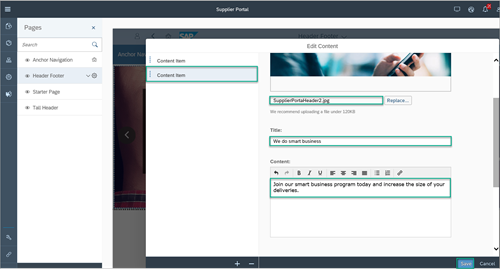 Supplier Portal
Pages
Search
Anchor Navigation
Header Footer
Starter Page
Tall Header
SAP
Header Footer
Anchor Nav
Edit Content
Content Item
Content Item
SupplierPortalHeader2.jpg
Replace...
We recommend uploading a file under 120KB
Title:
We do smart business
Content:
B I U
Join our smart business program today and increase the size of your
deliveries.
Save Cancel